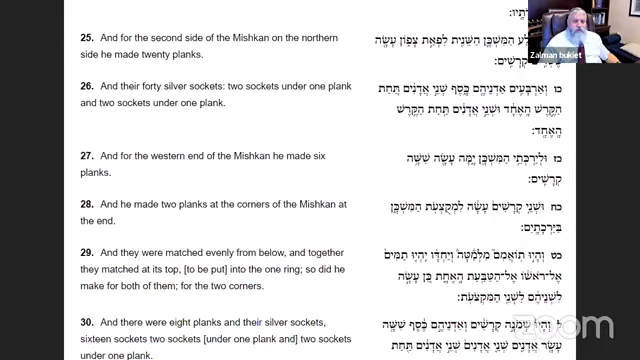 25. And for the second side of the Mishkan on the northern
side he made twenty planks.
26. And their forty silver sockets: two sockets under one plank
and two sockets under one plank.
27. And for the western end of the Mishkan he made six
planks.
28. And he made two planks at the corners of the Mishkan at
the end.
29. And they were matched evenly from below, and together
they matched at its top, [to be put] into the one ring; so did he
make for both of them; for the two corners.
30. And there were eight planks and their silver sockets,
sixteen sockets two sockets [under one plank and] two sockets
under one plank.
הַמִּשְׁכָּ֛ן הַשֵּׁנִ֖ית לִפְאַ֣ת צָפ֑וֹן עָשָׂ֖ה
קְרָשִֽׁים:
כו וְאַרְבָּעִ֥ים אַדְנֵיהֶ֖ם כָּ֑סֶף שְׁנֵ֣י אֲדָנִ֗ים תַּ֚חַת
הַקֶּ֣רֶשׁ הָֽאֶחָ֔ד וּשְׁנֵ֣י אֲדָנִ֔ים תַּ֖חַת הַקֶּ֥רֶשׁ
הָֽאֶחָֽד:
כז וּלְיַרְכְּתֵ֥י הַמִּשְׁכָּ֖ן יָ֑מָּה עָשָׂ֖ה שִׁשָּׁ֥ה
קְרָשִֽׁים:
כח וּשְׁנֵ֤י קְרָשִׁים֙ עָשָׂ֔ה לִמְקֻצְעֹ֖ת הַמִּשְׁכָּ֑ן
בַּיַּרְכָתָֽיִם:
כט וְהָי֣וּ תֽוֹאֲמִם֘ מִלְּמַ֒טָּה֒ וְיַחְדָּ֗ו יִֽהְי֤וּ תַמִּים֙
אֶל־רֹאשׁ֔וֹ אֶל־הַטַּבַּ֖עַת הָֽאֶחָ֑ת כֵּ֚ן עָשָׂ֣ה
לִשְׁנֵיהֶ֔ם לִשְׁנֵ֖י הַמִּקְצֹעֹֽת:
ל וְהָיוּ֙ שְׁמֹנָ֣ה קְרָשִׁ֔ים וְאַדְנֵיהֶ֣ם כֶּ֔סֶף שִׁשָּׁ֥ה
עָשָׂ֖ר אֲדָנִ֑ים שְׁנֵ֤י אֲדָנִים֙ שְׁנֵ֣י אֲדָנִ֔ים תַּ֖חַת
Zalman bukiet
zoom